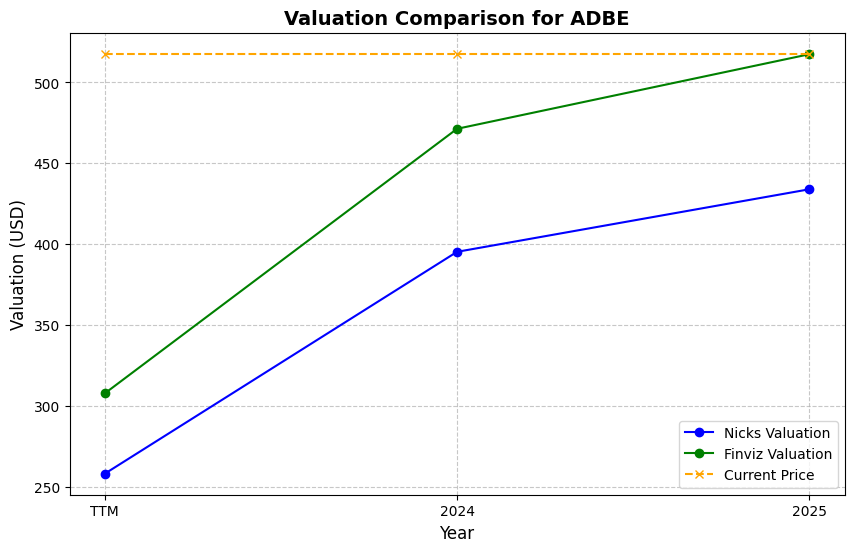 Valuation Comparison for ADBE
Valuation (USD)
500
450
400
350
300
250
TTM
2024
2025
Year
Nicks Valuation
Finviz Valuation
Current Price